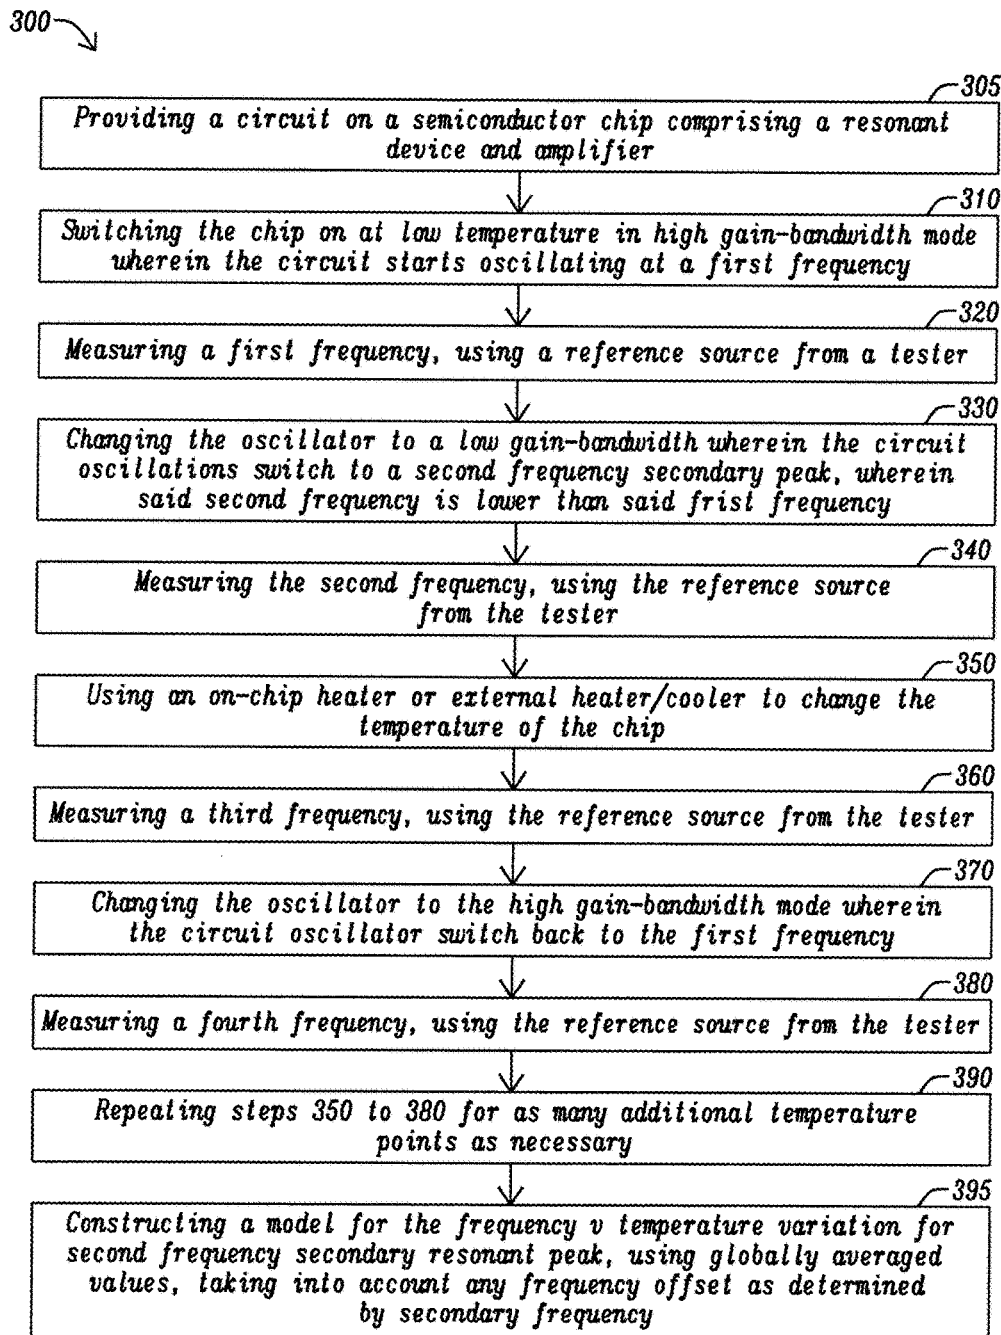 300
305
Providing a circuit on a semiconductor chip comprising a resonant
device and amplifier
310
Switching the chip on at low temperature in high gain-bandwidth mode
wherein the circuit starts oscillating at a first frequency
320
Measuring a first frequency, using a reference source from a tester
330
Changing the oscillator to a low gain-bandwidth wherein the circuit
oscillations switch to a second frequency secondary peak, wherein
said second frequency is lower than said frist frequency
340
Measuring the second frequency, using the reference source
from the tester
350
Using an on-chip heater or external heater/cooler to change the
temperature of the chip
360
Measuring a third frequency, using the reference source from the tester
370
Changing the oscillator to the high gain-bandwidth mode wherein
the circuit oscillator switch back to the first frequency
380
Measuring a fourth frequency, using the reference source from the tester
390
Repeating steps 350 to 380 for as many additional temperature
points as necessary
395
Constructing a model for the frequency v temperature variation for
second frequency secondary resonant peak, using globally averaged
values, taking into account any frequency offset as determined
by secondary frequency